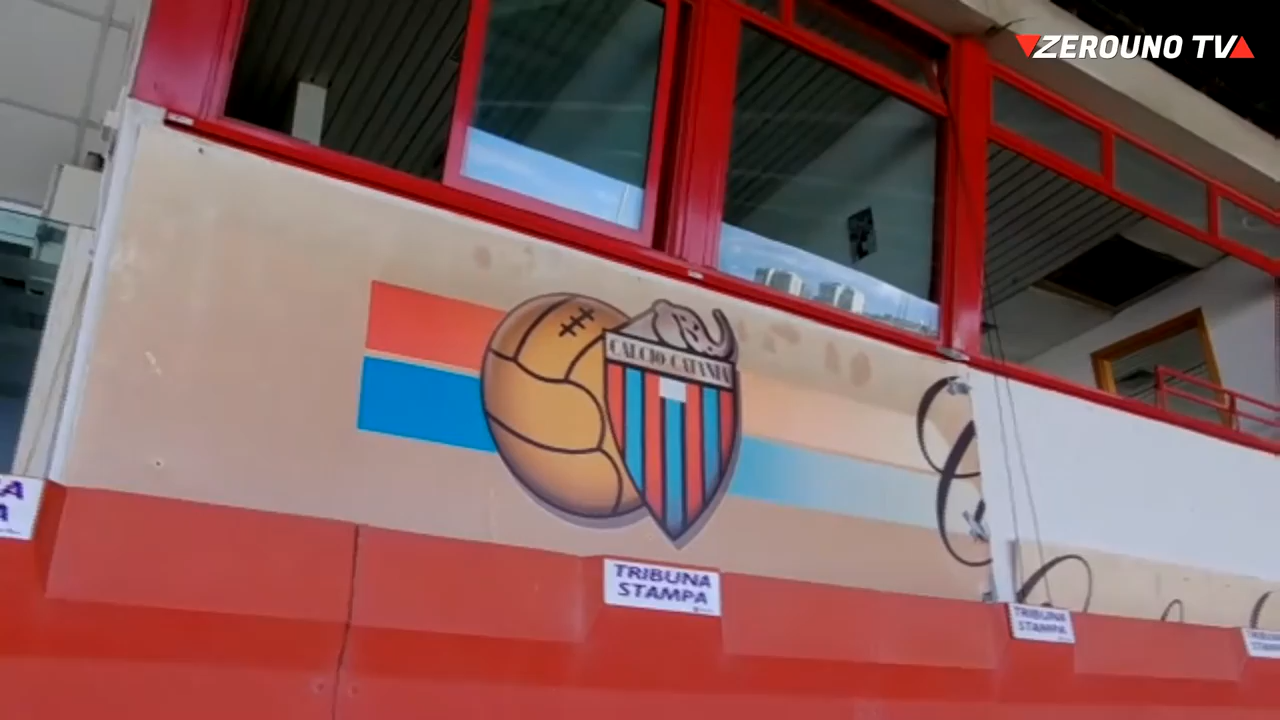 ZEROUNO TV
CALCIO CATANIA
TRIBUNA
STAMPA
TRIBUNA
STAMPA